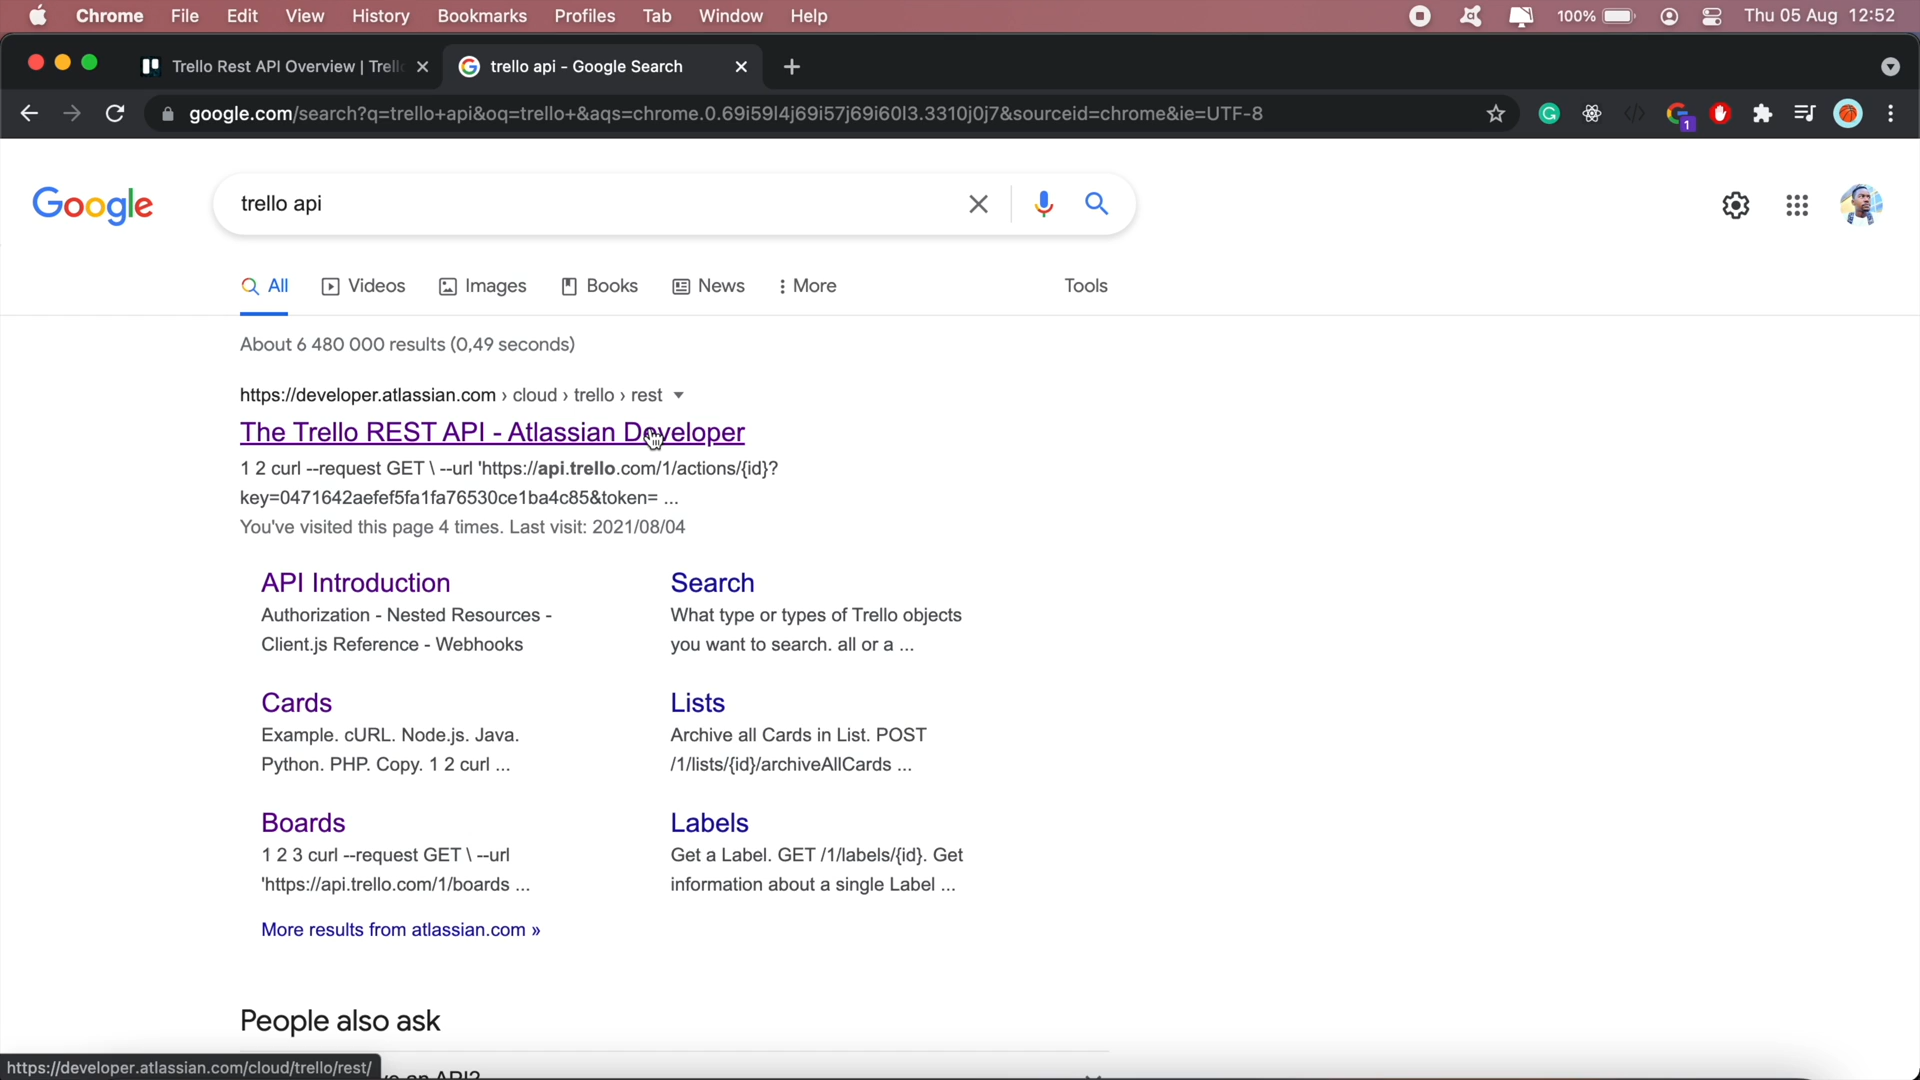 Chrome File Edit View History Bookmarks Profiles Tab Window Help 100% Thu 05 Aug 12:52
Trello Rest API Overview | Trell trello api - Google Search
google.com/search?q=trello+api&oq=trello+&aqs=chrome.0.69i59l4j69i57j69i60l3.3310j0j7&sourceid=chrome&ie=UTF-8 1
Google trello api
All Videos Images Books News More Tools
About 6 480 000 results (0,49 seconds)
https://developer.atlassian.com › cloud › trello › rest
The Trello REST API - Atlassian Developer
1 2 curl --request GET \ --url 'https://api.trello.com/1/actions/{id}?
key=0471642aefef5fa1fa76530ce1ba4c85&token= ...
You've visited this page 4 times. Last visit: 2021/08/04
API Introduction
Authorization - Nested Resources -
Client.js Reference - Webhooks
Search
What type or types of Trello objects
you want to search. all or a ...
Cards
Example. cURL. Node.js. Java.
Python. PHP. Copy. 1 2 curl ...
Lists
Archive all Cards in List. POST
/1/lists/{id}/archiveAllCards ...
Boards
1 2 3 curl --request GET \ --url
'https://api.trello.com/1/boards ...
Labels
Get a Label. GET /1/labels/{id}. Get
information about a single Label ...
More results from atlassian.com »
People also ask
https://developer.atlassian.com/cloud/trello/rest/ an API?